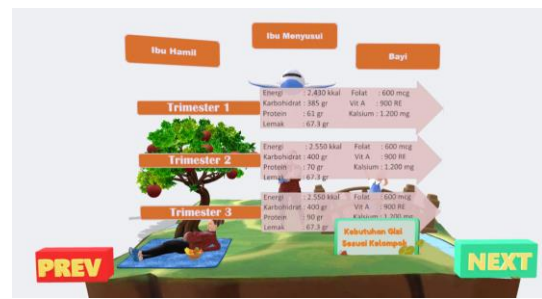 Ibu Hamil
Ibu Menyusui
Bayi
Trimester 1
Energi : 2.430 kkal Folat : 600 mcg
Karbohidrat : 385 gr Vit A : 900 RE
Protein : 61 gr Kalsium : 1.200 mg
Lemak : 67.3 gr
Trimester 2
Energi : 2.550 kkal Folat : 600 mcg
Karbohidrat : 400 gr Vit A : 900 RE
Protein : 70 gr Kalsium : 1.200 mg
Lemak : 67.3 gr
Trimester 3
Energi : 2.550 kkal Folat : 600 mcg
Karbohidrat : 400 gr Vit A : 900 RE
Protein : 90 gr Kalsium : 1.200 mg
Lemak : 67.3 gr
Kebutuhan Gizi
Sesuai Kelompok
PREV
NEXT